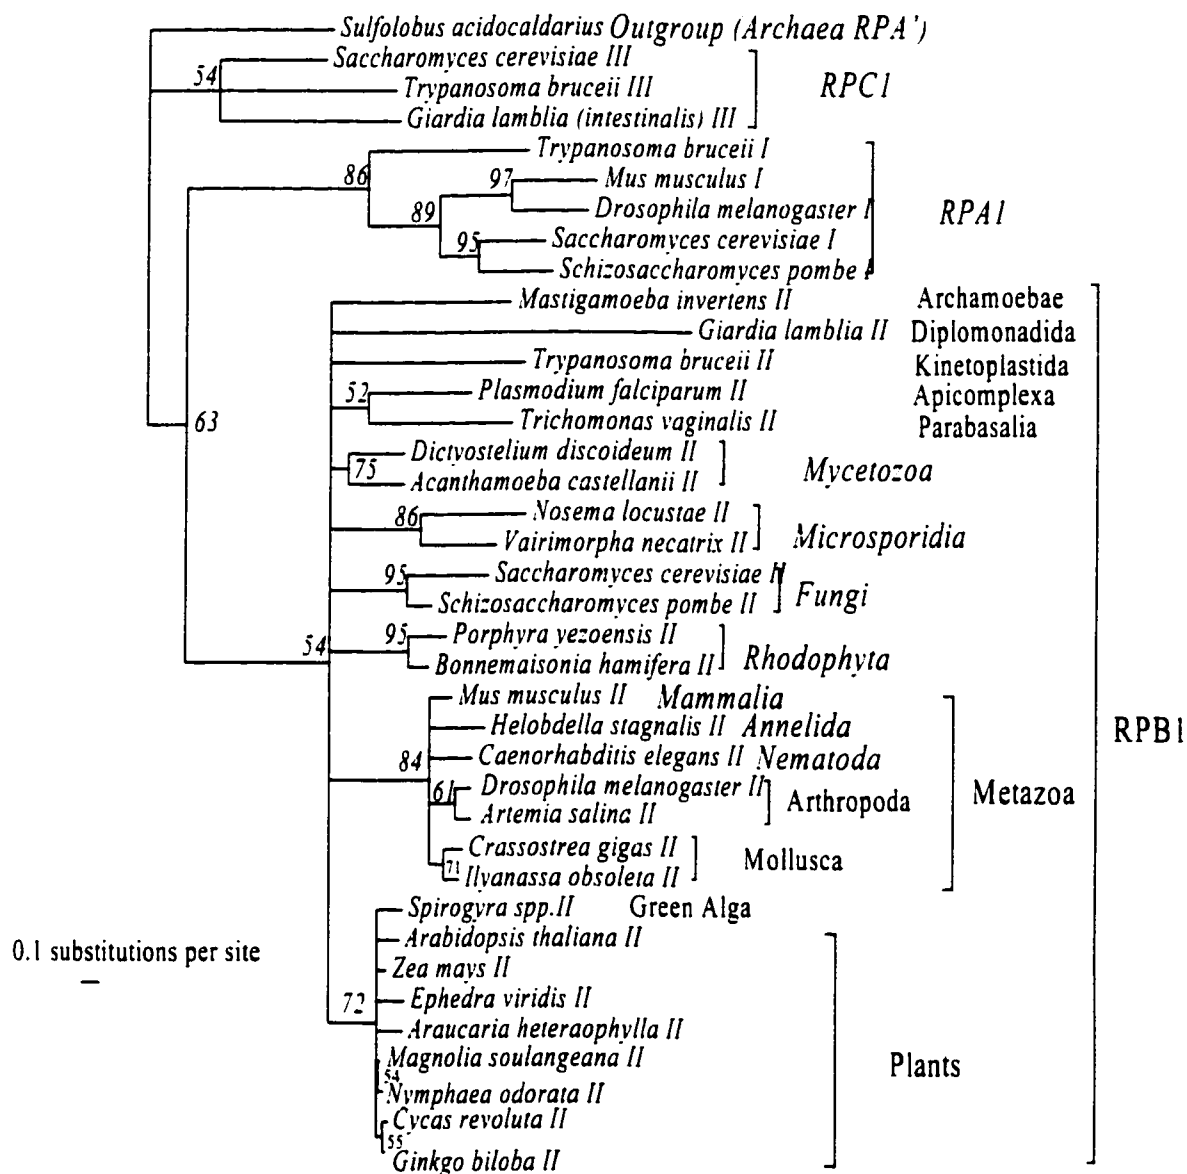 Sulfolobus acidocaldarius Outgroup (Archaea RPA')
Saccharomyces cerevisiae III
54
Trypanosoma bruceii III
RPC1
Giardia lamblia (intestinalis) III
Trypanosoma bruceii I
86
97
Mus musculus I
89
Drosophila melanogaster I
RPA1
95
Saccharomyces cerevisiae I
Schizosaccharomyces pombe I
Mastigamoeba invertens II Archamoebae
Giardia lamblia II Diplomonadida
Trypanosoma bruceii II Kinetoplastida
52
Plasmodium falciparum II Apicomplexa
63
Trichomonas vaginalis II Parabasalia
Dictyostelium discoideum II
75
Mycetozoa
Acanthamoeba castellanii II
86
Nosema locustae II
Microsporidia
Vairimorpha necatrix II
95
Saccharomyces cerevisiae II
Fungi
Schizosaccharomyces pombe II
54
95
Porphyra yezoensis II
Rhodophyta
Bonnemaisonia hamifera II
Mus musculus II Mammalia
Helobdella stagnalis II Annelida
RPB1
84
Caenorhabditis elegans II Nematoda
61
Drosophila melanogaster II
Arthropoda
Metazoa
Artemia salina II
Crassostrea gigas II
71
Mollusca
Ilyanassa obsoleta II
Spirogyra spp.II Green Alga
Arabidopsis thaliana II
0.1 substitutions per site
Zea mays II
72
Ephedra viridis II
Araucaria heteraophylla II
Magnolia soulangeana II
54
Plants
Nymphaea odorata II
Cycas revoluta II
55
Ginkgo biloba II